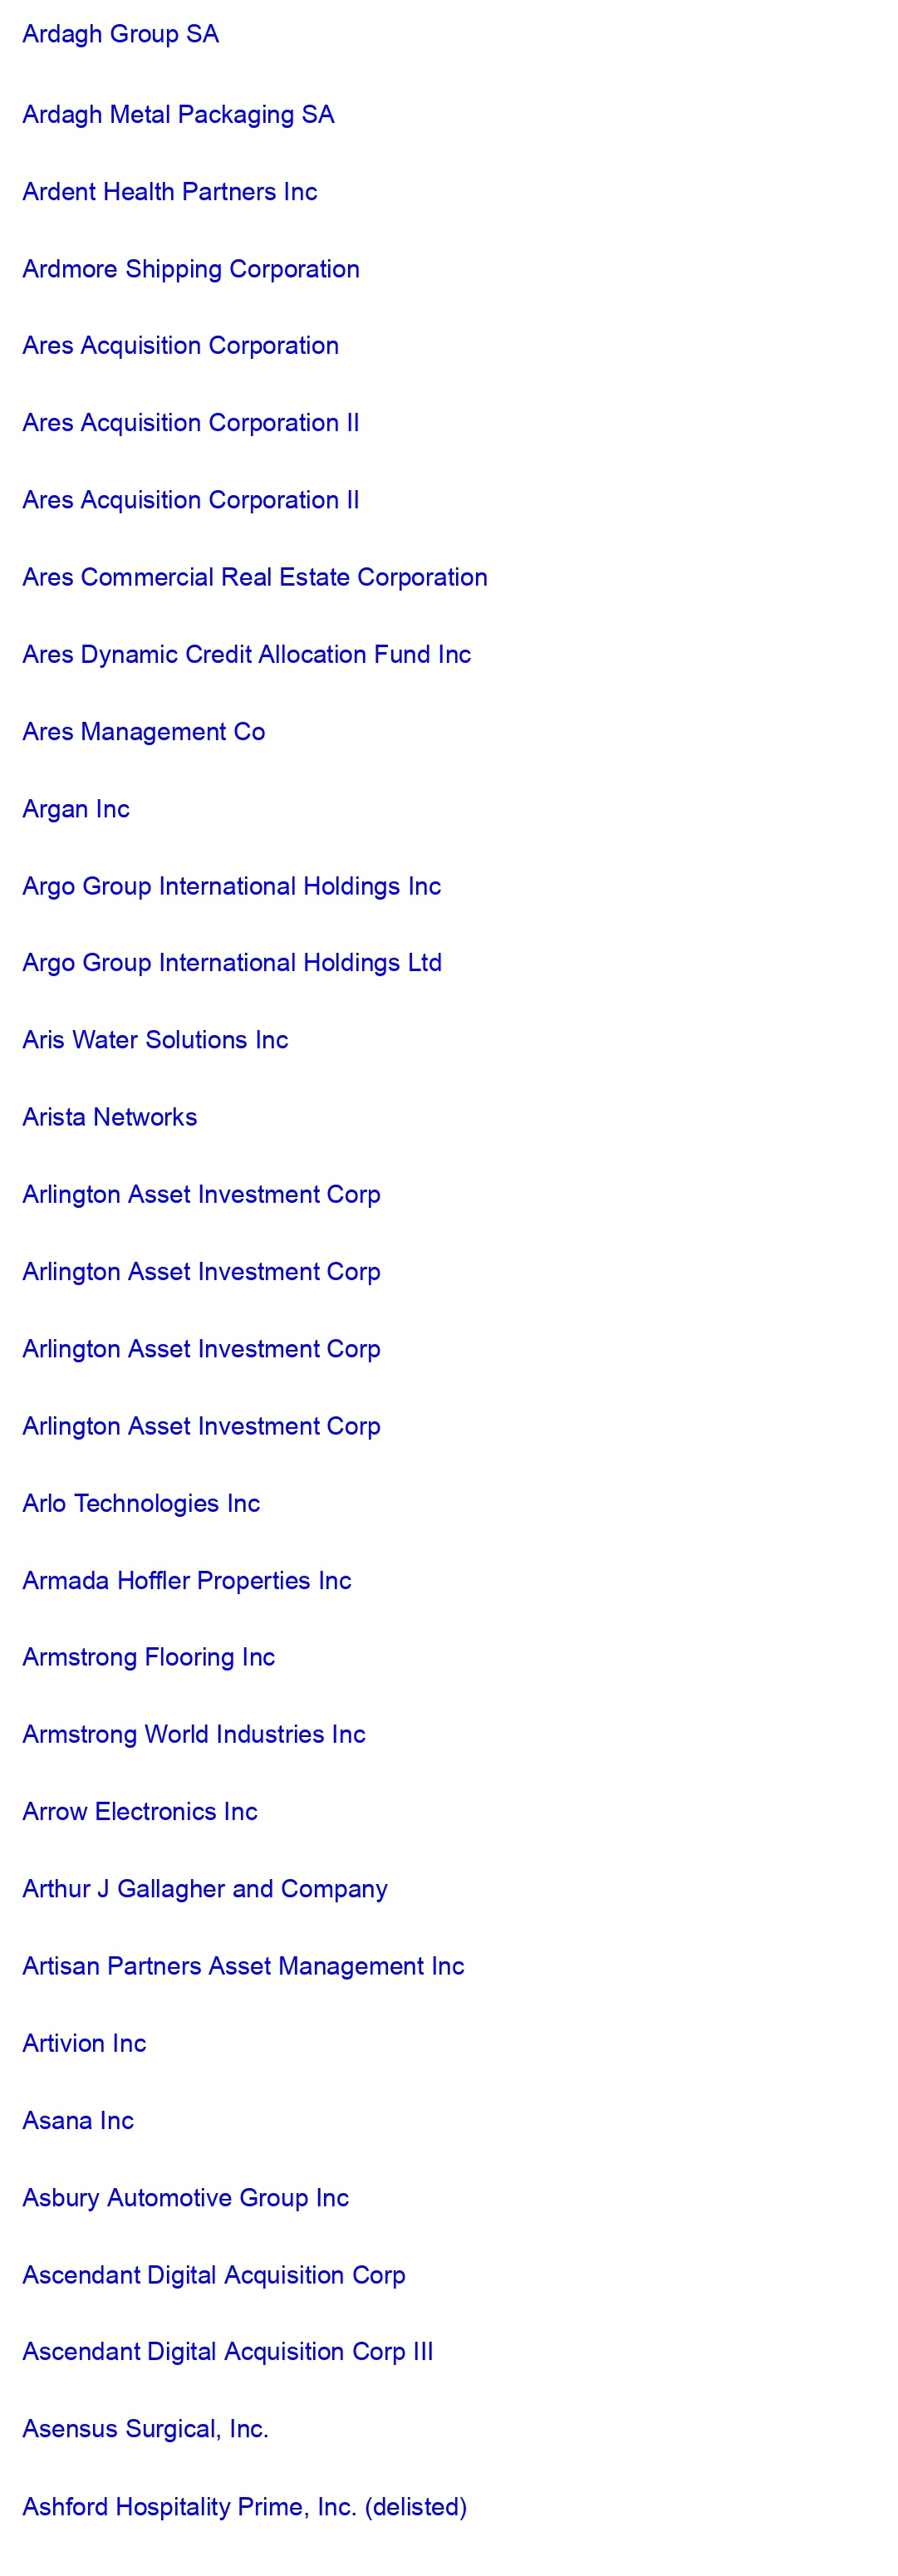 Ardagh Group SA
Ardagh Metal Packaging SA
Ardent Health Partners Inc
Ardmore Shipping Corporation
Ares Acquisition Corporation
Ares Acquisition Corporation II
Ares Acquisition Corporation II
Ares Commercial Real Estate Corporation
Ares Dynamic Credit Allocation Fund Inc
Ares Management Co
Argan Inc
Argo Group International Holdings Inc
Argo Group International Holdings Ltd
Aris Water Solutions Inc
Arista Networks
Arlington Asset Investment Corp
Arlington Asset Investment Corp
Arlington Asset Investment Corp
Arlington Asset Investment Corp
Arlo Technologies Inc
Armada Hoffler Properties Inc
Armstrong Flooring Inc
Armstrong World Industries Inc
Arrow Electronics Inc
Arthur J Gallagher and Company
Artisan Partners Asset Management Inc
Artivion Inc
Asana Inc
Asbury Automotive Group Inc
Ascendant Digital Acquisition Corp
Ascendant Digital Acquisition Corp III
Asensus Surgical, Inc.
Ashford Hospitality Prime, Inc. (delisted)